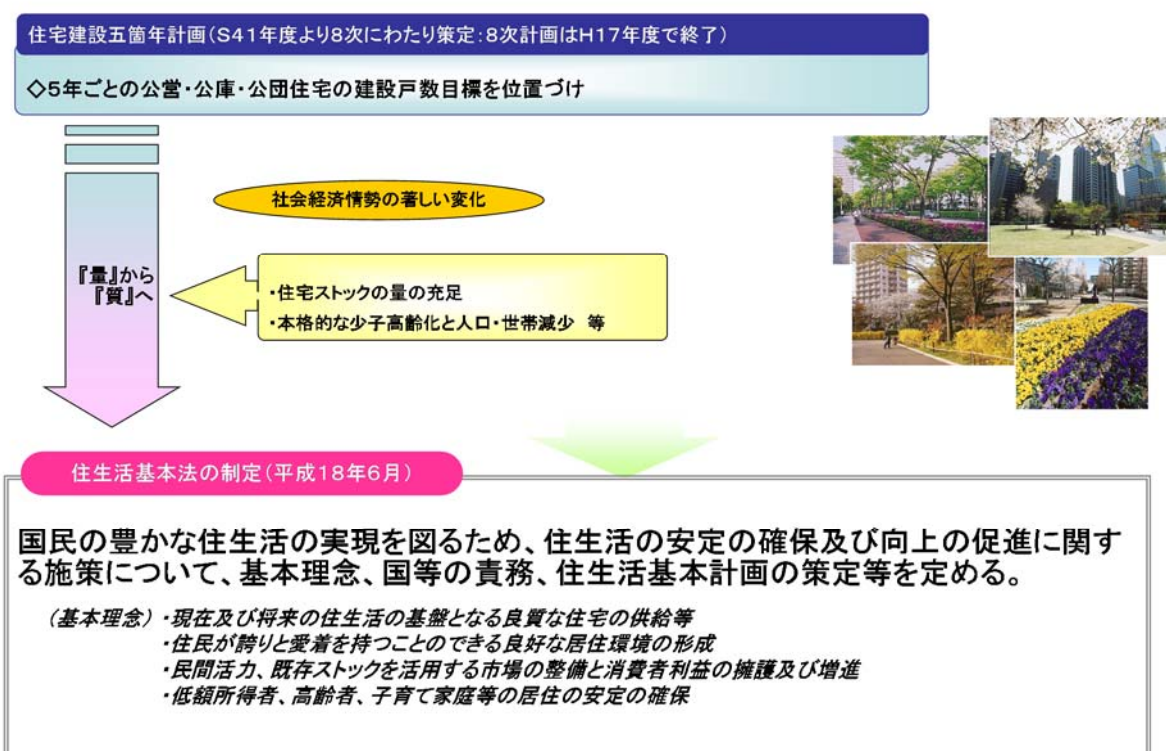 住宅建設五箇年計画(S41年度より8次にわたり策定:8次計画はH17年度で終了)
◇5年ごとの公営・公庫・公団住宅の建設戸数目標を位置づけ
社会経済情勢の著しい変化
『量』から
『質』へ
・住宅ストックの量の充足
・本格的な少子高齢化と人口・世帯減少 等
住生活基本法の制定(平成18年6月)
国民の豊かな住生活の実現を図るため、住生活の安定の確保及び向上の促進に関す
る施策について、基本理念、国等の責務、住生活基本計画の策定等を定める。
(基本理念)・現在及び将来の住生活の基盤となる良質な住宅の供給等
・住民が誇りと愛着を持つことのできる良好な居住環境の形成
・民間活力、既存ストックを活用する市場の整備と消費者利益の擁護及び増進
・低額所得者、高齢者、子育て家庭等の居住の安定の確保